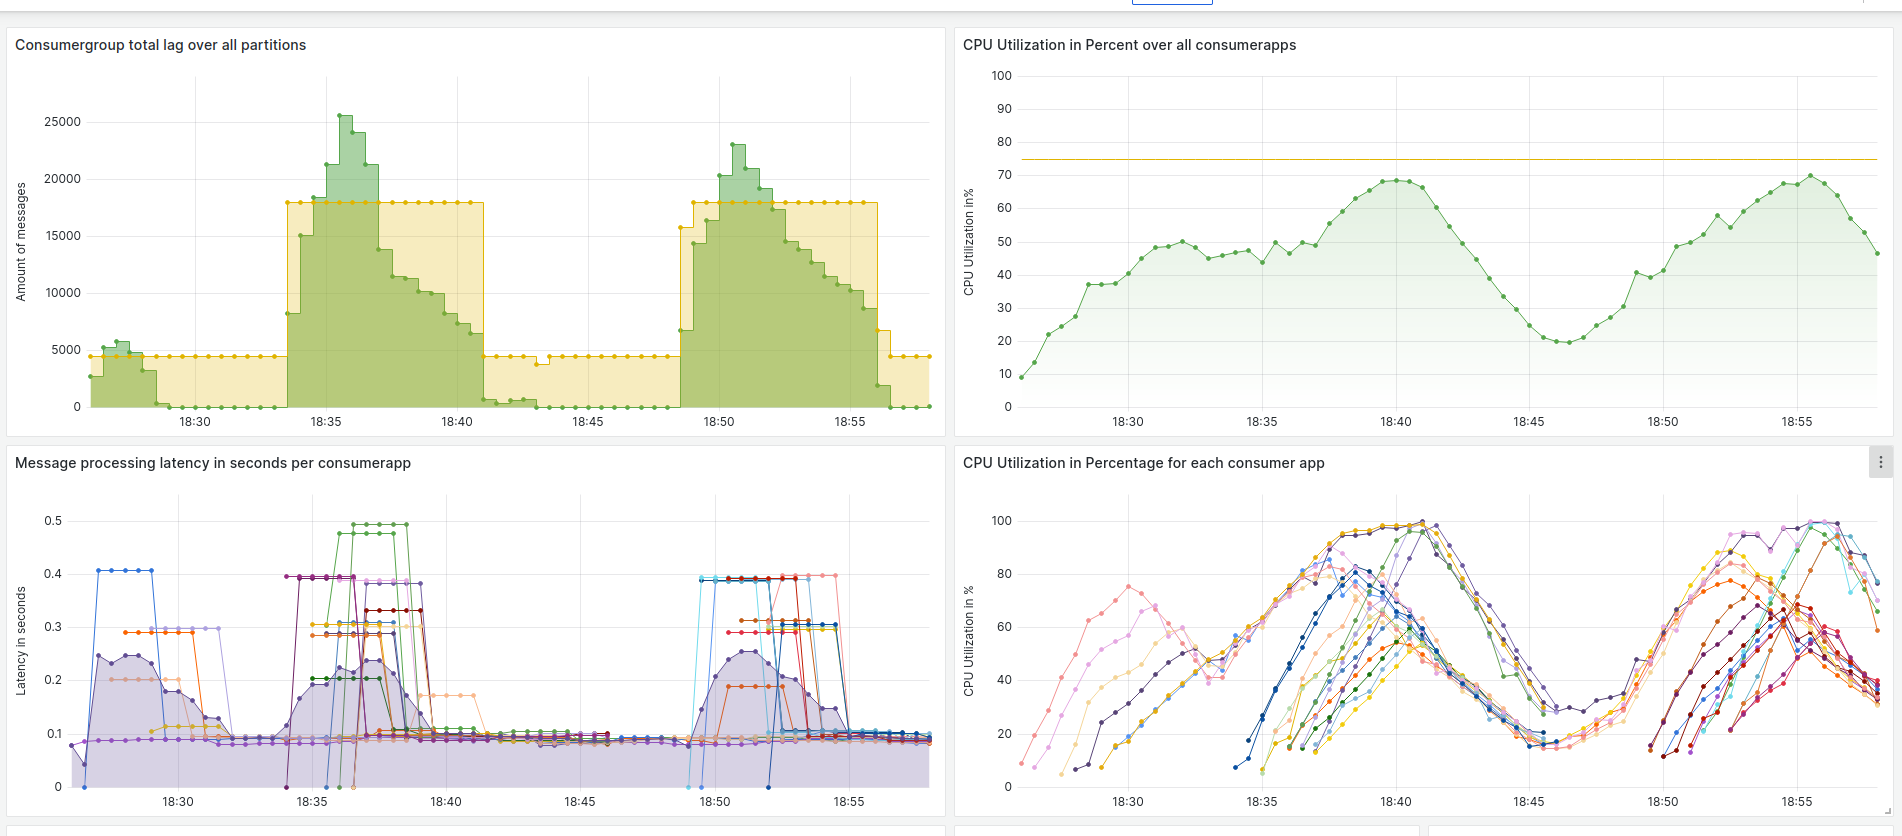 Consumergroup total lag over all partitions
Amount of messages
25000
20000
15000
10000
5000
0
18:30 18:35 18:40 18:45 18:50 18:55
CPU Utilization in Percent over all consumerapps
CPU Utilization in%
100
90
80
70
60
50
40
30
20
10
0
18:30 18:35 18:40 18:45 18:50 18:55
Message processing latency in seconds per consumerapp
Latency in seconds
0.5
0.4
0.3
0.2
0.1
0
18:30 18:35 18:40 18:45 18:50 18:55
CPU Utilization in Percentage for each consumer app
CPU Utilization in %
100
80
60
40
20
0
18:30 18:35 18:40 18:45 18:50 18:55